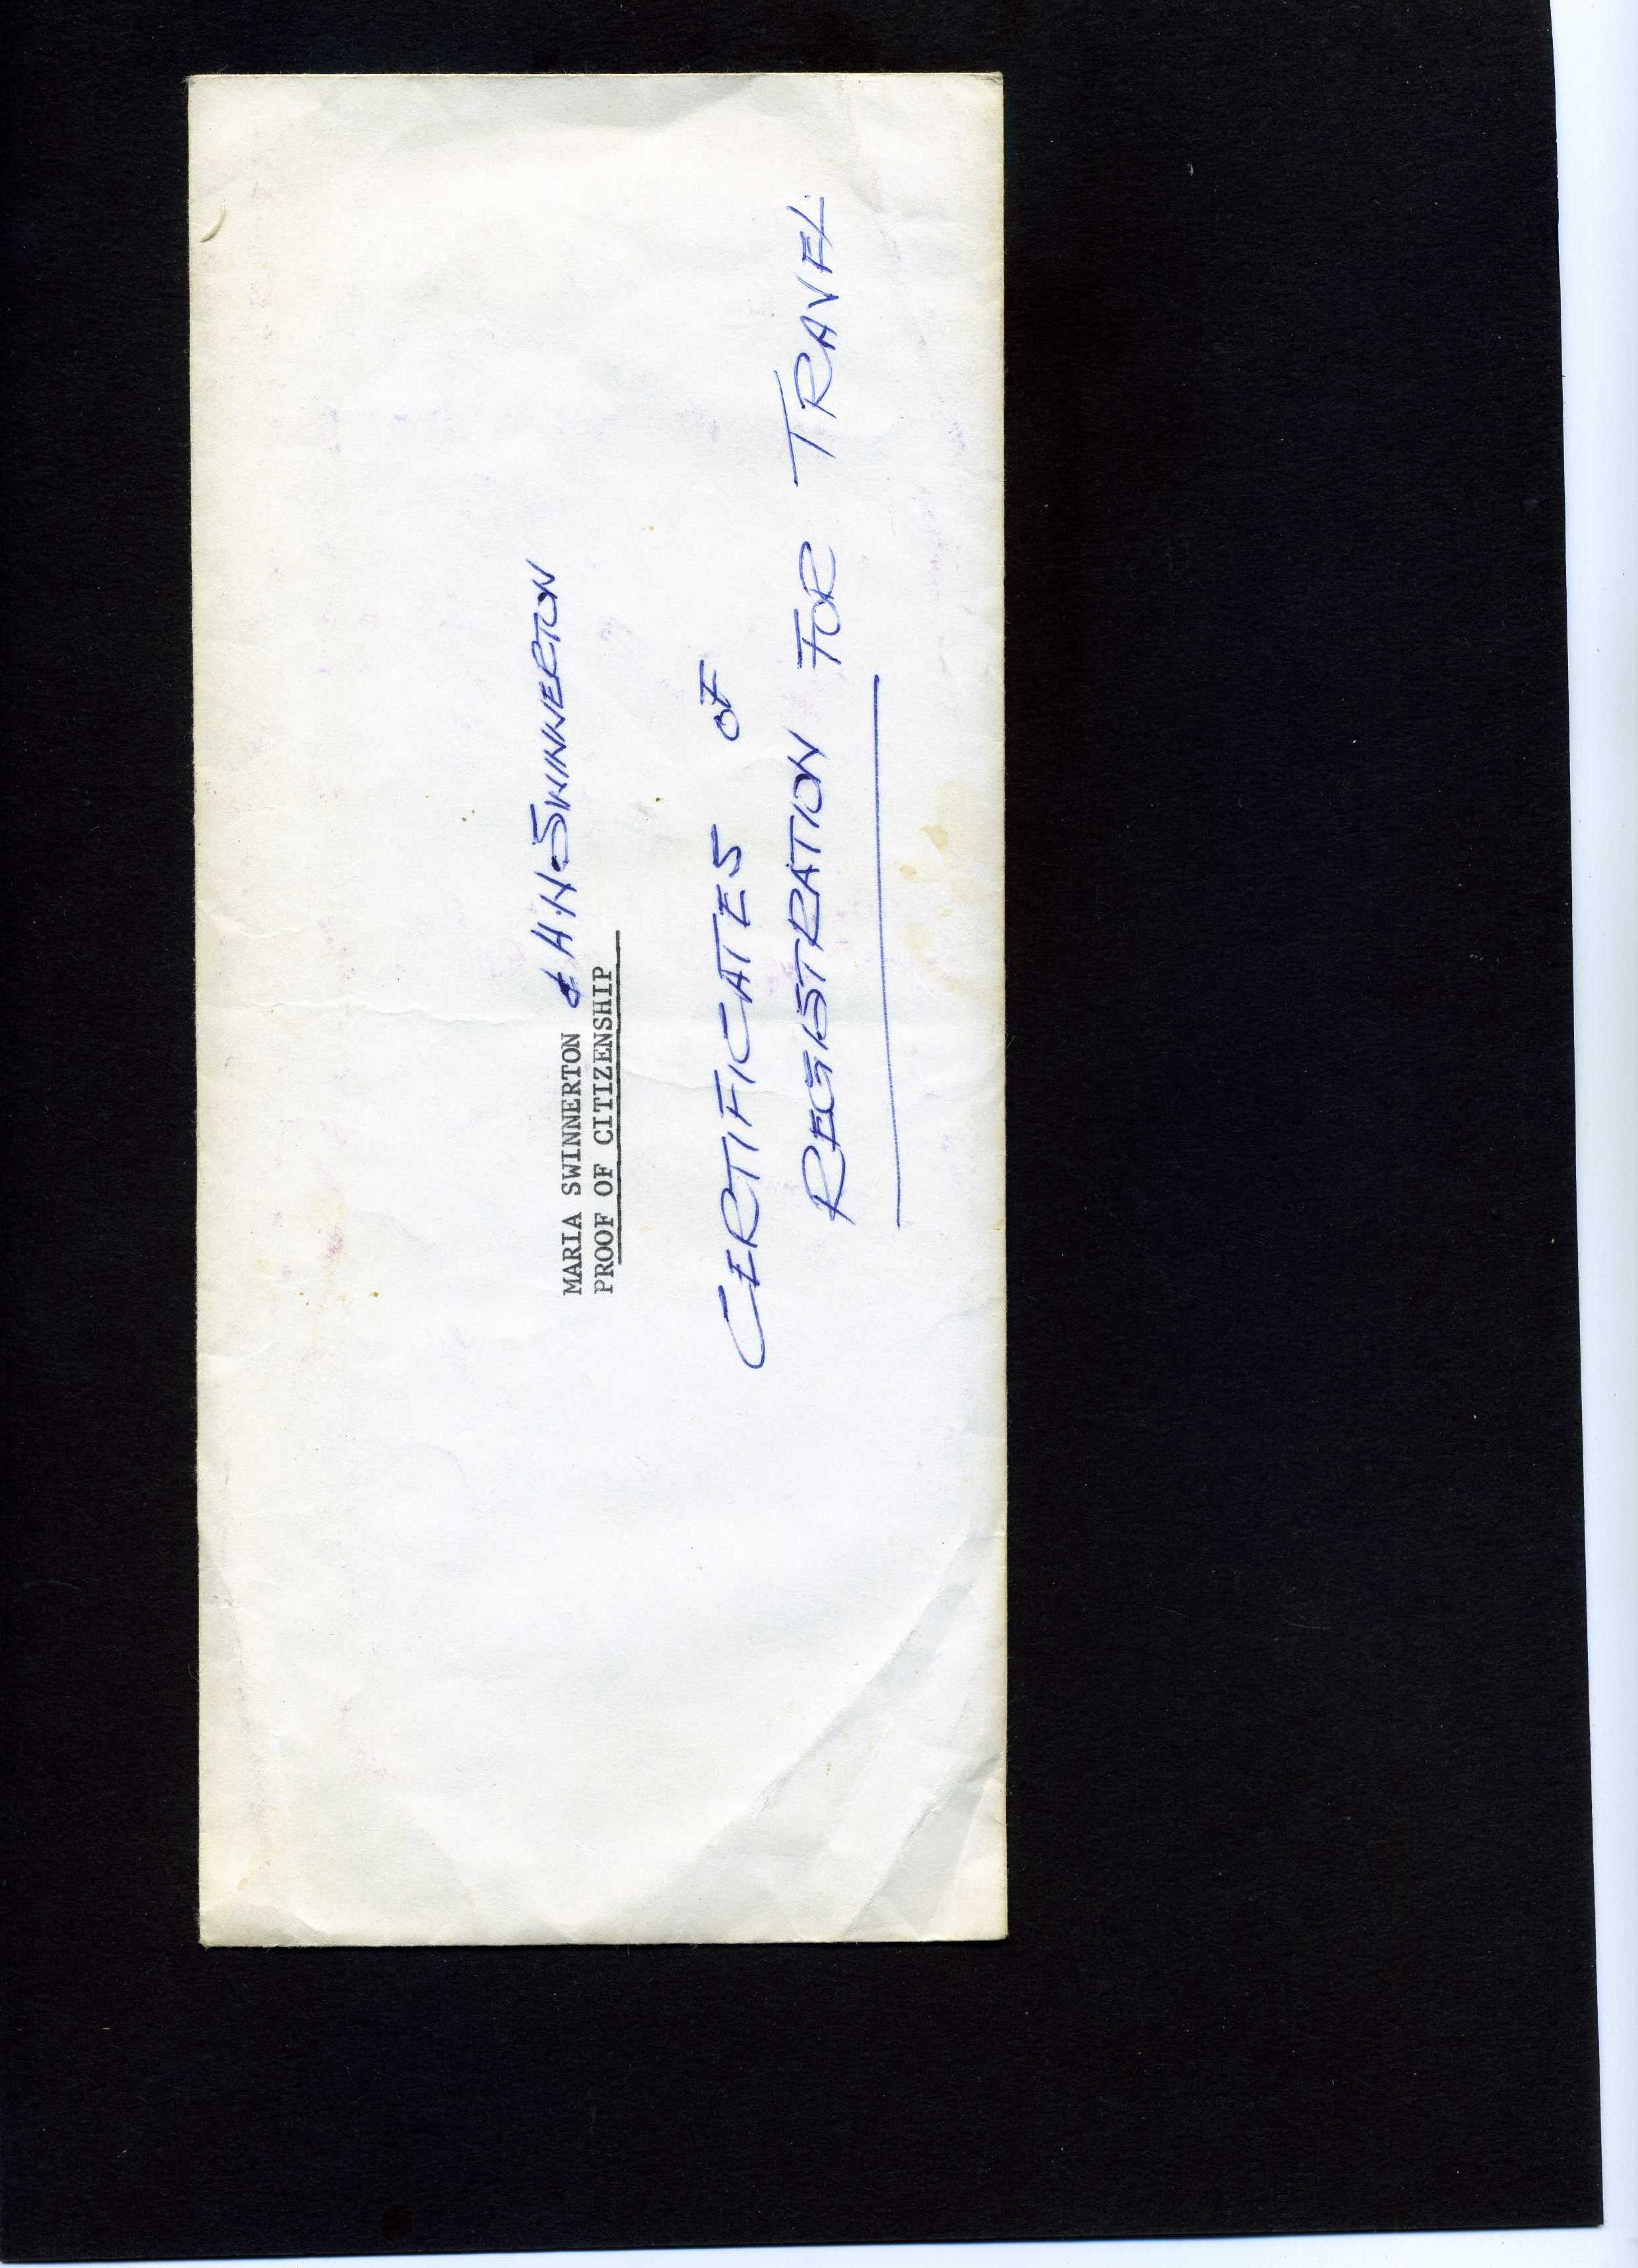 MARIA SWINNERTON & A.H. SWINNERTON
PROOF OF CITIZENSHIP
CERTIFICATES OF
REGISTRATION FOR TRAVEL.